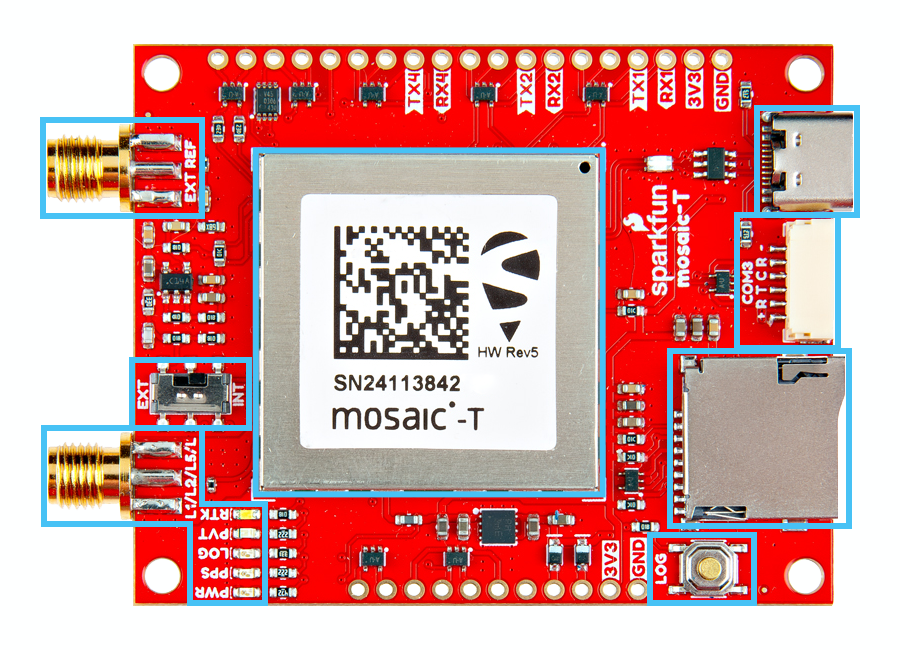 TX4
RX4
TX2
RX2
TX1
RX1
3V3
GND
EXT REF
sparkfun
mosaic-T
COM3
-RTCR+
HW Rev5
SN24113842
mosaic-T
EXT
INT
L1/L2/L5/L
RTK
PVT
LOG
PPS
PWR
3V3
GND
LOG